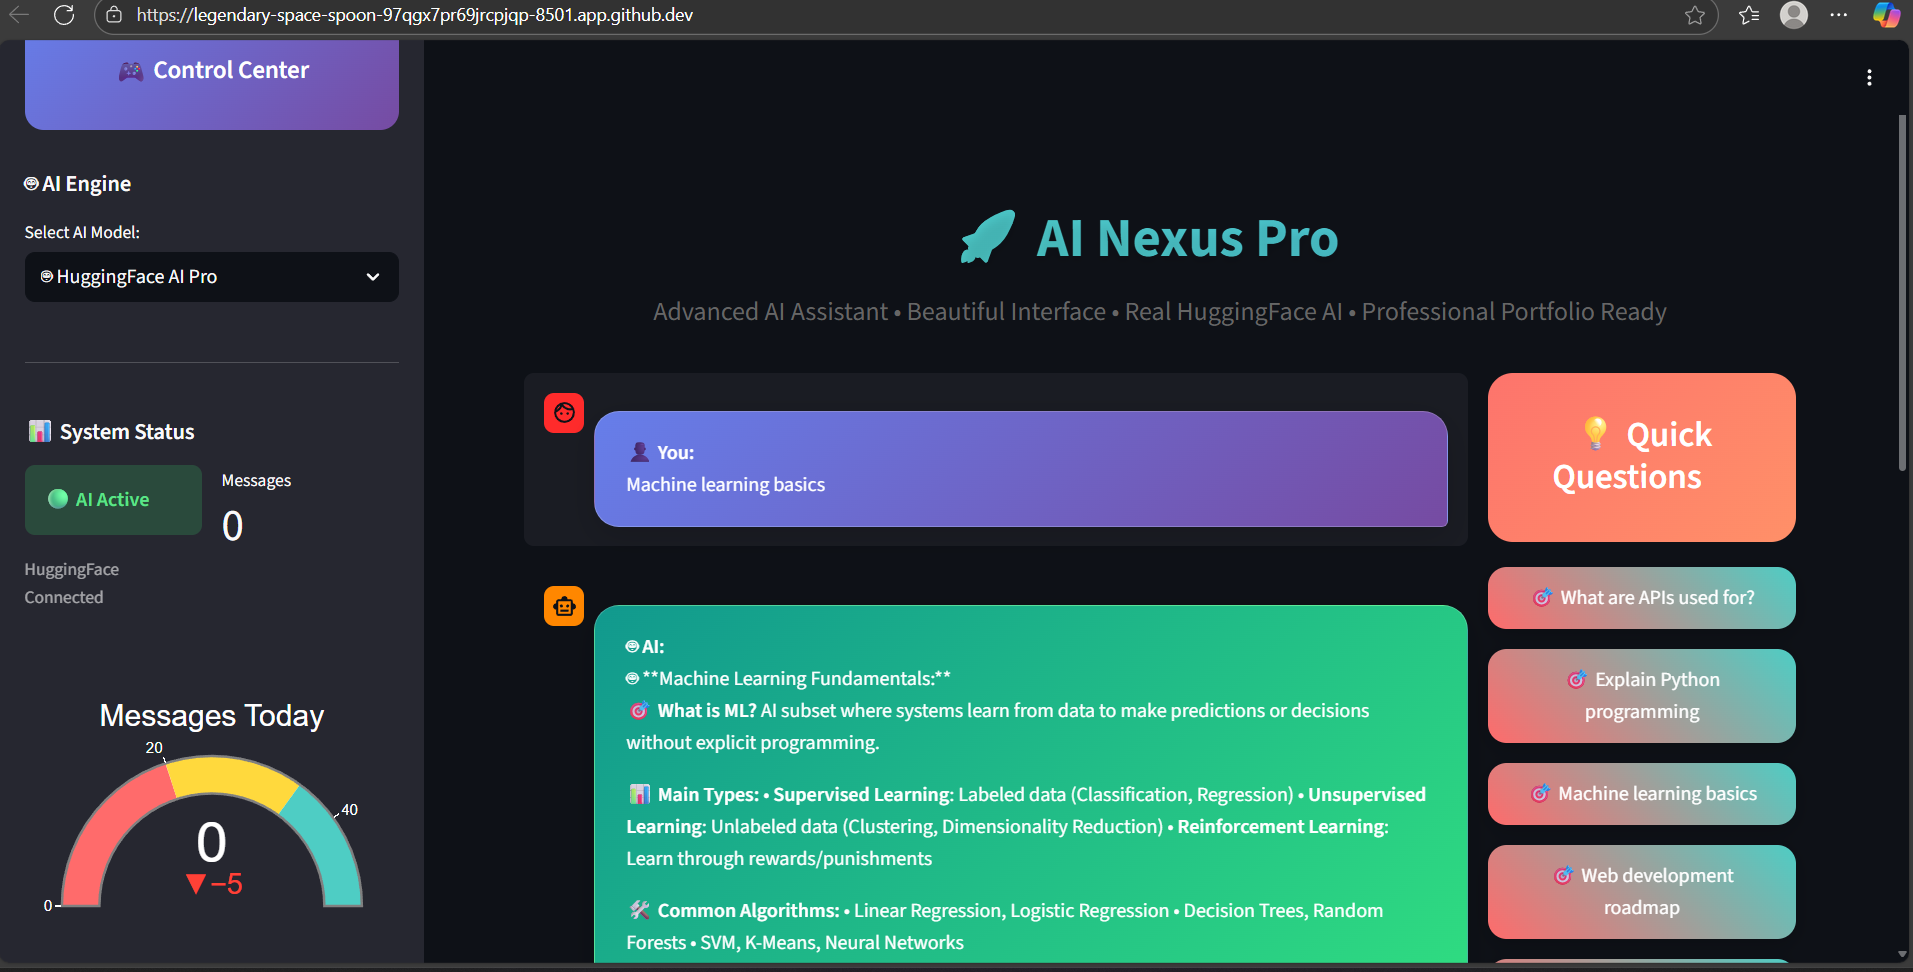 https://legendary-space-spoon-97qgx7pr69jrcpjqp-8501.app.github.dev
🎮 Control Center
🤖 AI Engine
Select AI Model:
🤖 HuggingFace AI Pro
📊 System Status
🟢 AI Active
Messages
0
HuggingFace
Connected
Messages Today
20
40
0
0
▼−5
🚀 AI Nexus Pro
Advanced AI Assistant • Beautiful Interface • Real HuggingFace AI • Professional Portfolio Ready
👤 You:
Machine learning basics
🤖 AI:
🤖 **Machine Learning Fundamentals:**
🎯 What is ML? AI subset where systems learn from data to make predictions or decisions
without explicit programming.
📊 Main Types: • Supervised Learning: Labeled data (Classification, Regression) • Unsupervised
Learning: Unlabeled data (Clustering, Dimensionality Reduction) • Reinforcement Learning:
Learn through rewards/punishments
🛠️ Common Algorithms: • Linear Regression, Logistic Regression • Decision Trees, Random
Forests • SVM, K-Means, Neural Networks
💡 Quick
Questions
🎯 What are APIs used for?
🎯 Explain Python
programming
🎯 Machine learning basics
🎯 Web development
roadmap